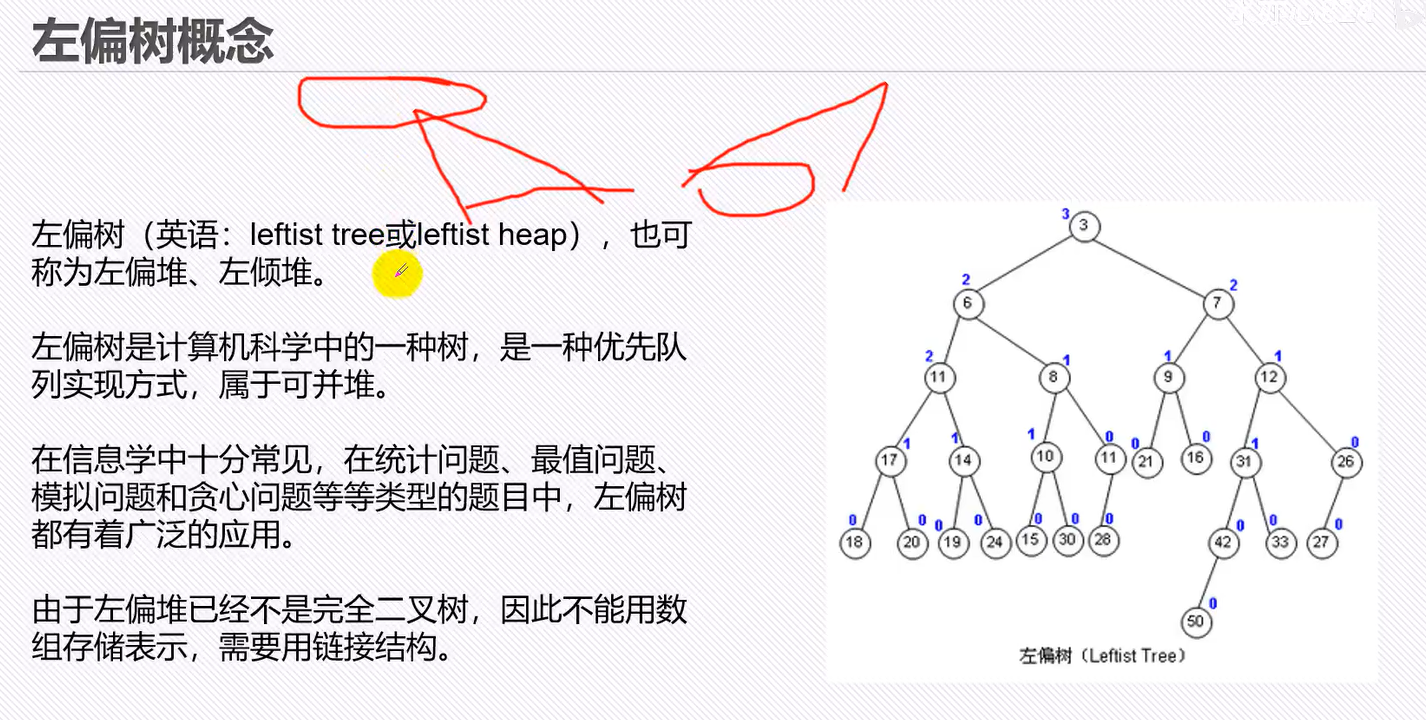 左偏树概念
左偏树（英语：leftist tree或leftist heap），也可
称为左偏堆、左倾堆。
左偏树是计算机科学中的一种树，是一种优先队
列实现方式，属于可并堆。
在信息学中十分常见，在统计问题、最值问题、
模拟问题和贪心问题等等类型的题目中，左偏树
都有着广泛的应用。
由于左偏堆已经不是完全二叉树，因此不能用数
组存储表示，需要用链接结构。
3 3
2 6 7 2
2 11 8 1 1 9 12 1
17 1 1 14 1 10 11 0 0 21 16 0 31 1 26 0
0 18 20 0 0 19 24 0 15 0 30 0 28 0 42 0 33 0 27 0
50 0
左偏树（Leftist Tree）